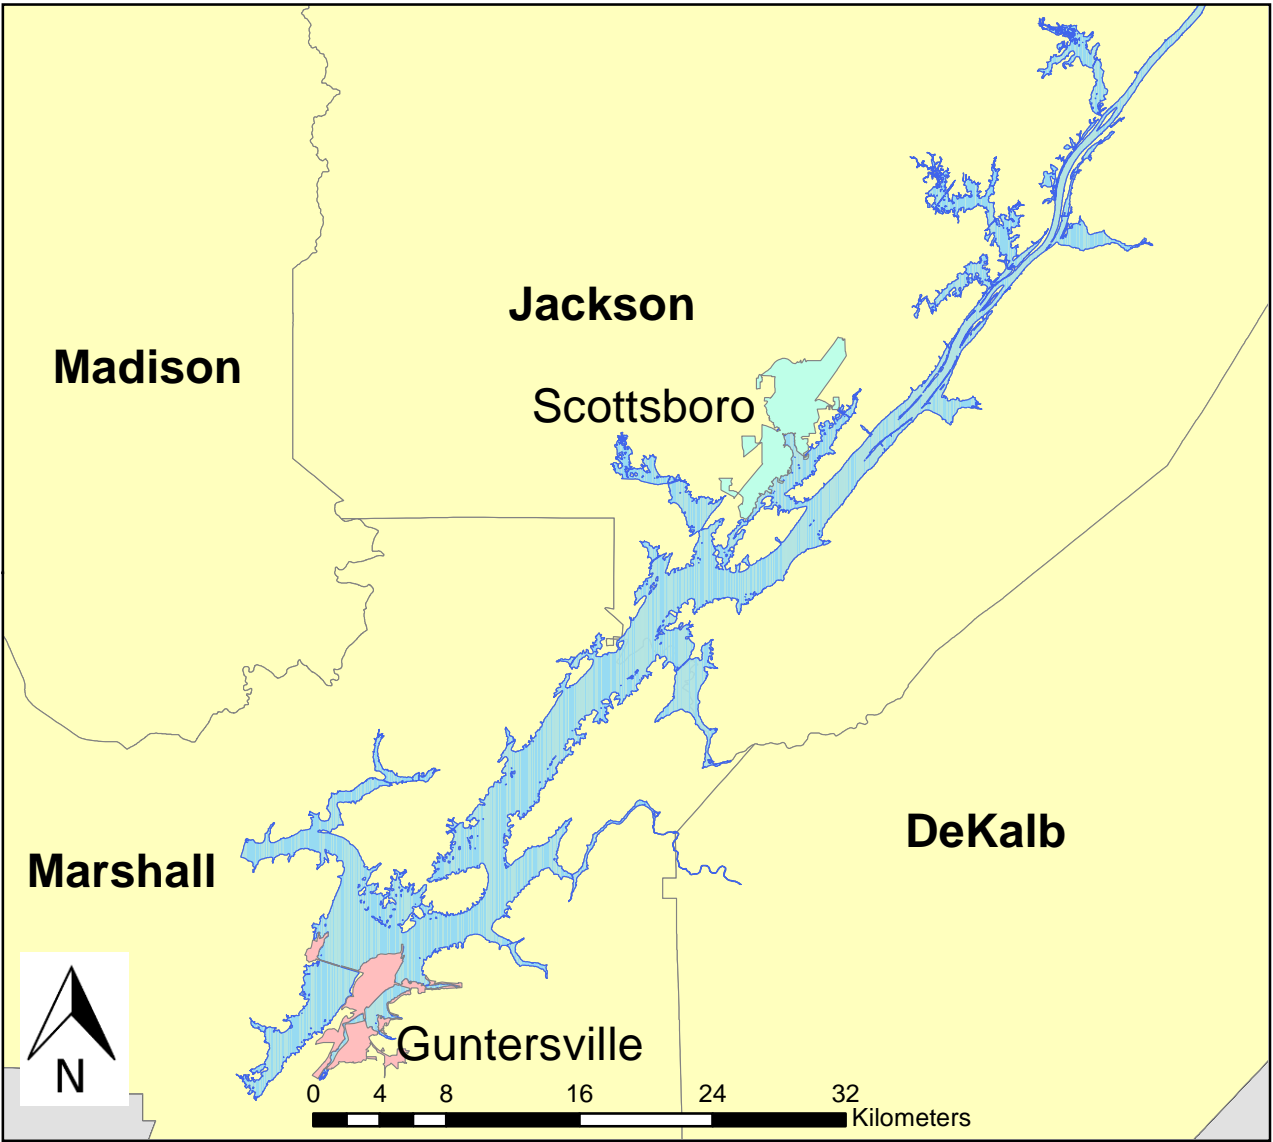 Jackson
Madison
Scottsboro
DeKalb
Marshall
Guntersville
N
0 4 8 16 24 32
Kilometers